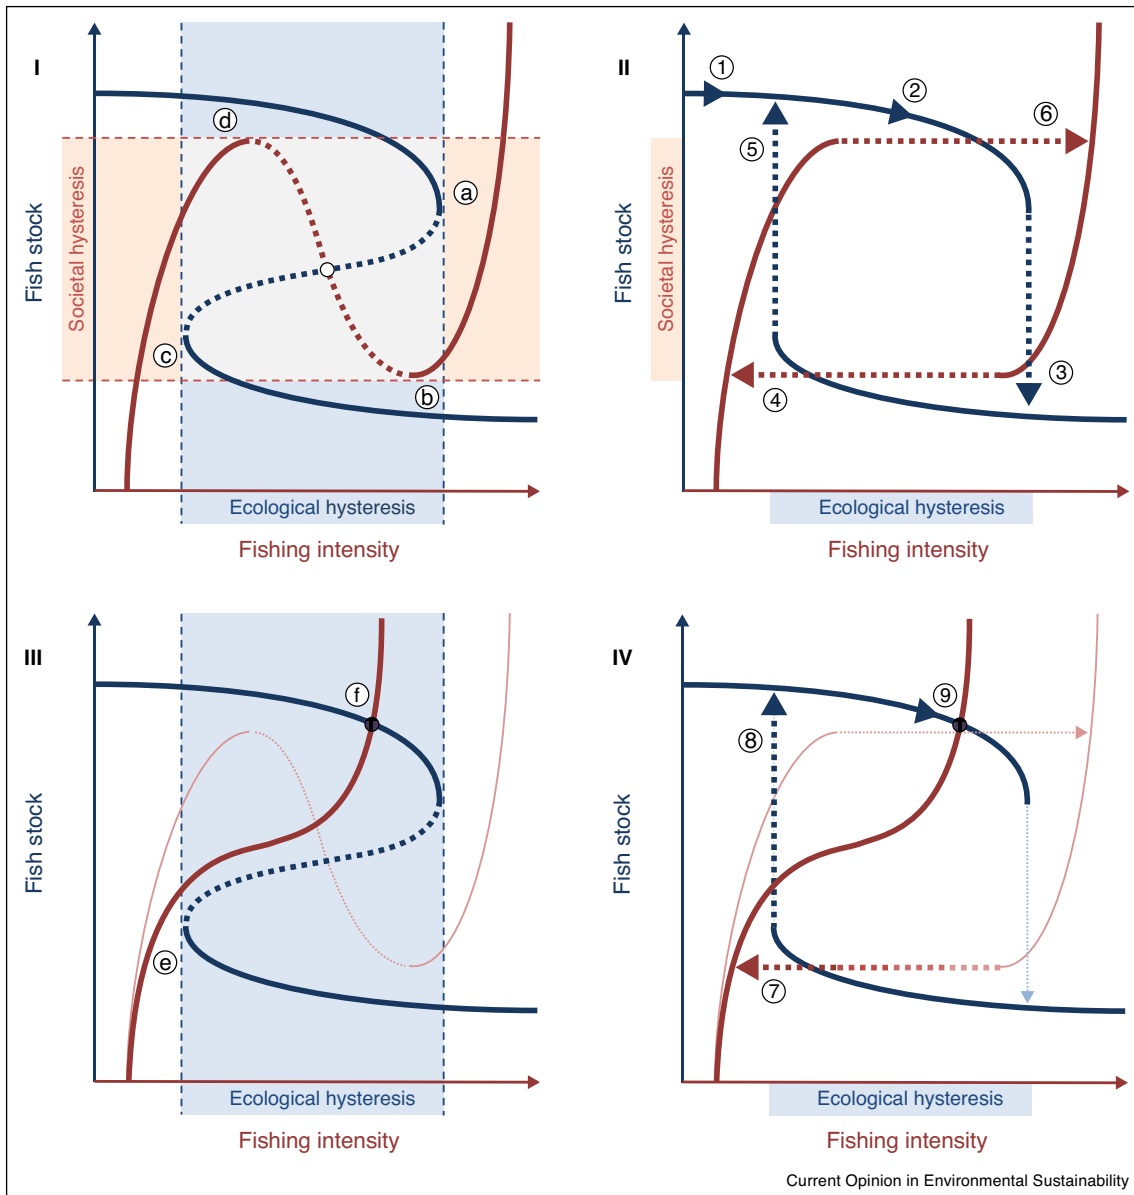 I
II
Fish stock
Societal hysteresis
d
a
c
b
Ecological hysteresis
Fishing intensity
Fish stock
Societal hysteresis
1
2
6
5
4
3
Ecological hysteresis
Fishing intensity
III
IV
Fish stock
f
e
Ecological hysteresis
Fishing intensity
Fish stock
9
8
7
Ecological hysteresis
Fishing intensity
Current Opinion in Environmental Sustainability